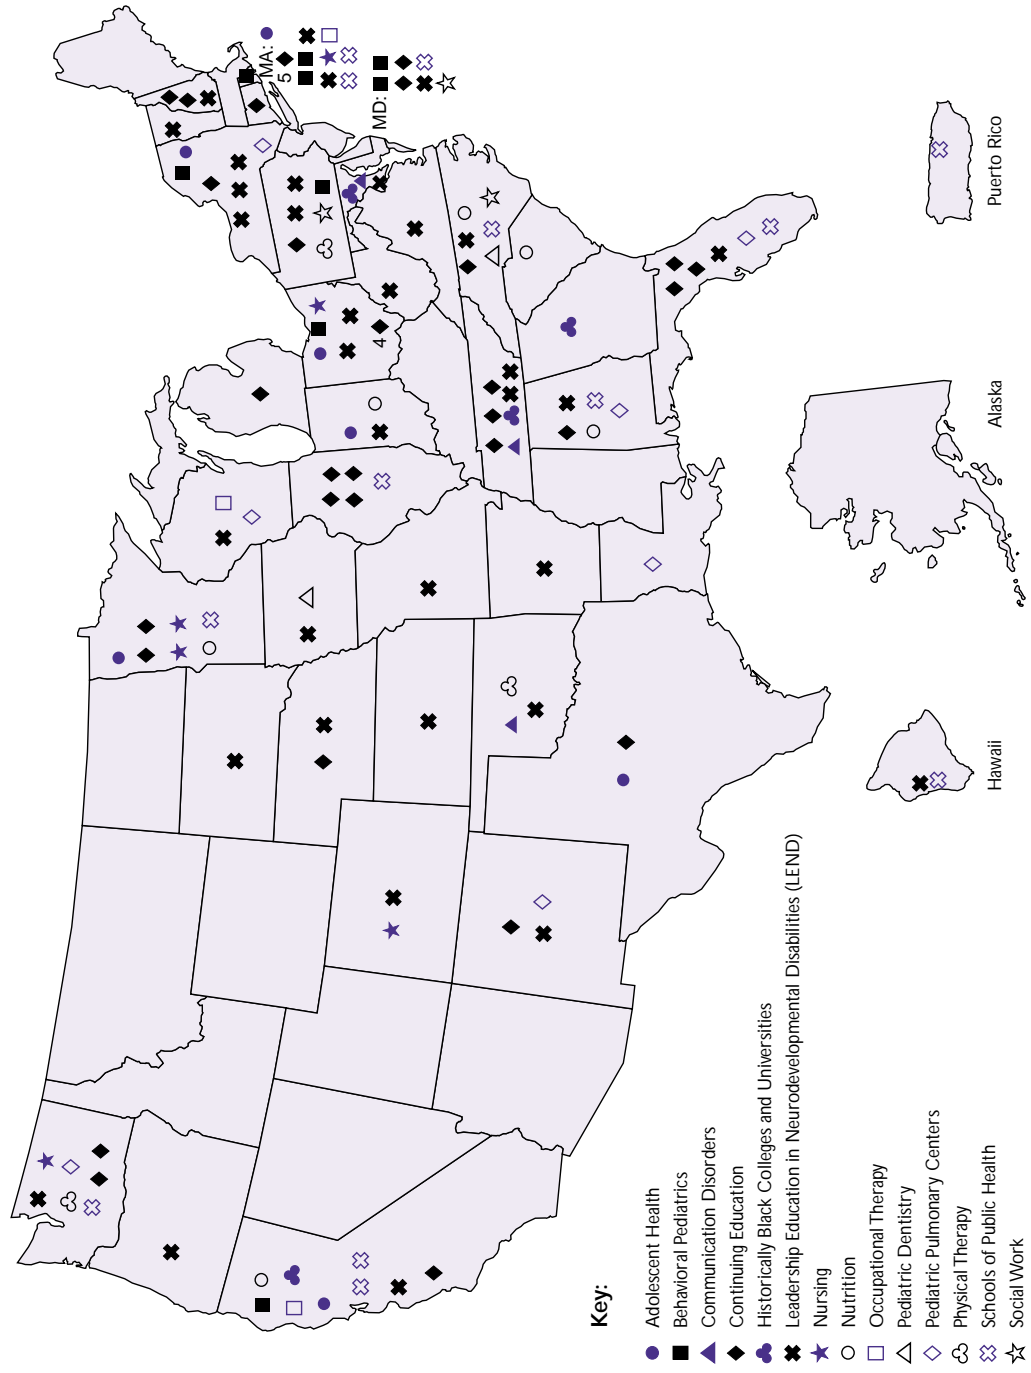 MA:
5
MD:
4
Puerto Rico
Alaska
Hawaii
Key:
Adolescent Health
Behavioral Pediatrics
Communication Disorders
Continuing Education
Historically Black Colleges and Universities
Leadership Education in Neurodevelopmental Disabilities (LEND)
Nursing
Nutrition
Occupational Therapy
Pediatric Dentistry
Pediatric Pulmonary Centers
Physical Therapy
Schools of Public Health
Social Work